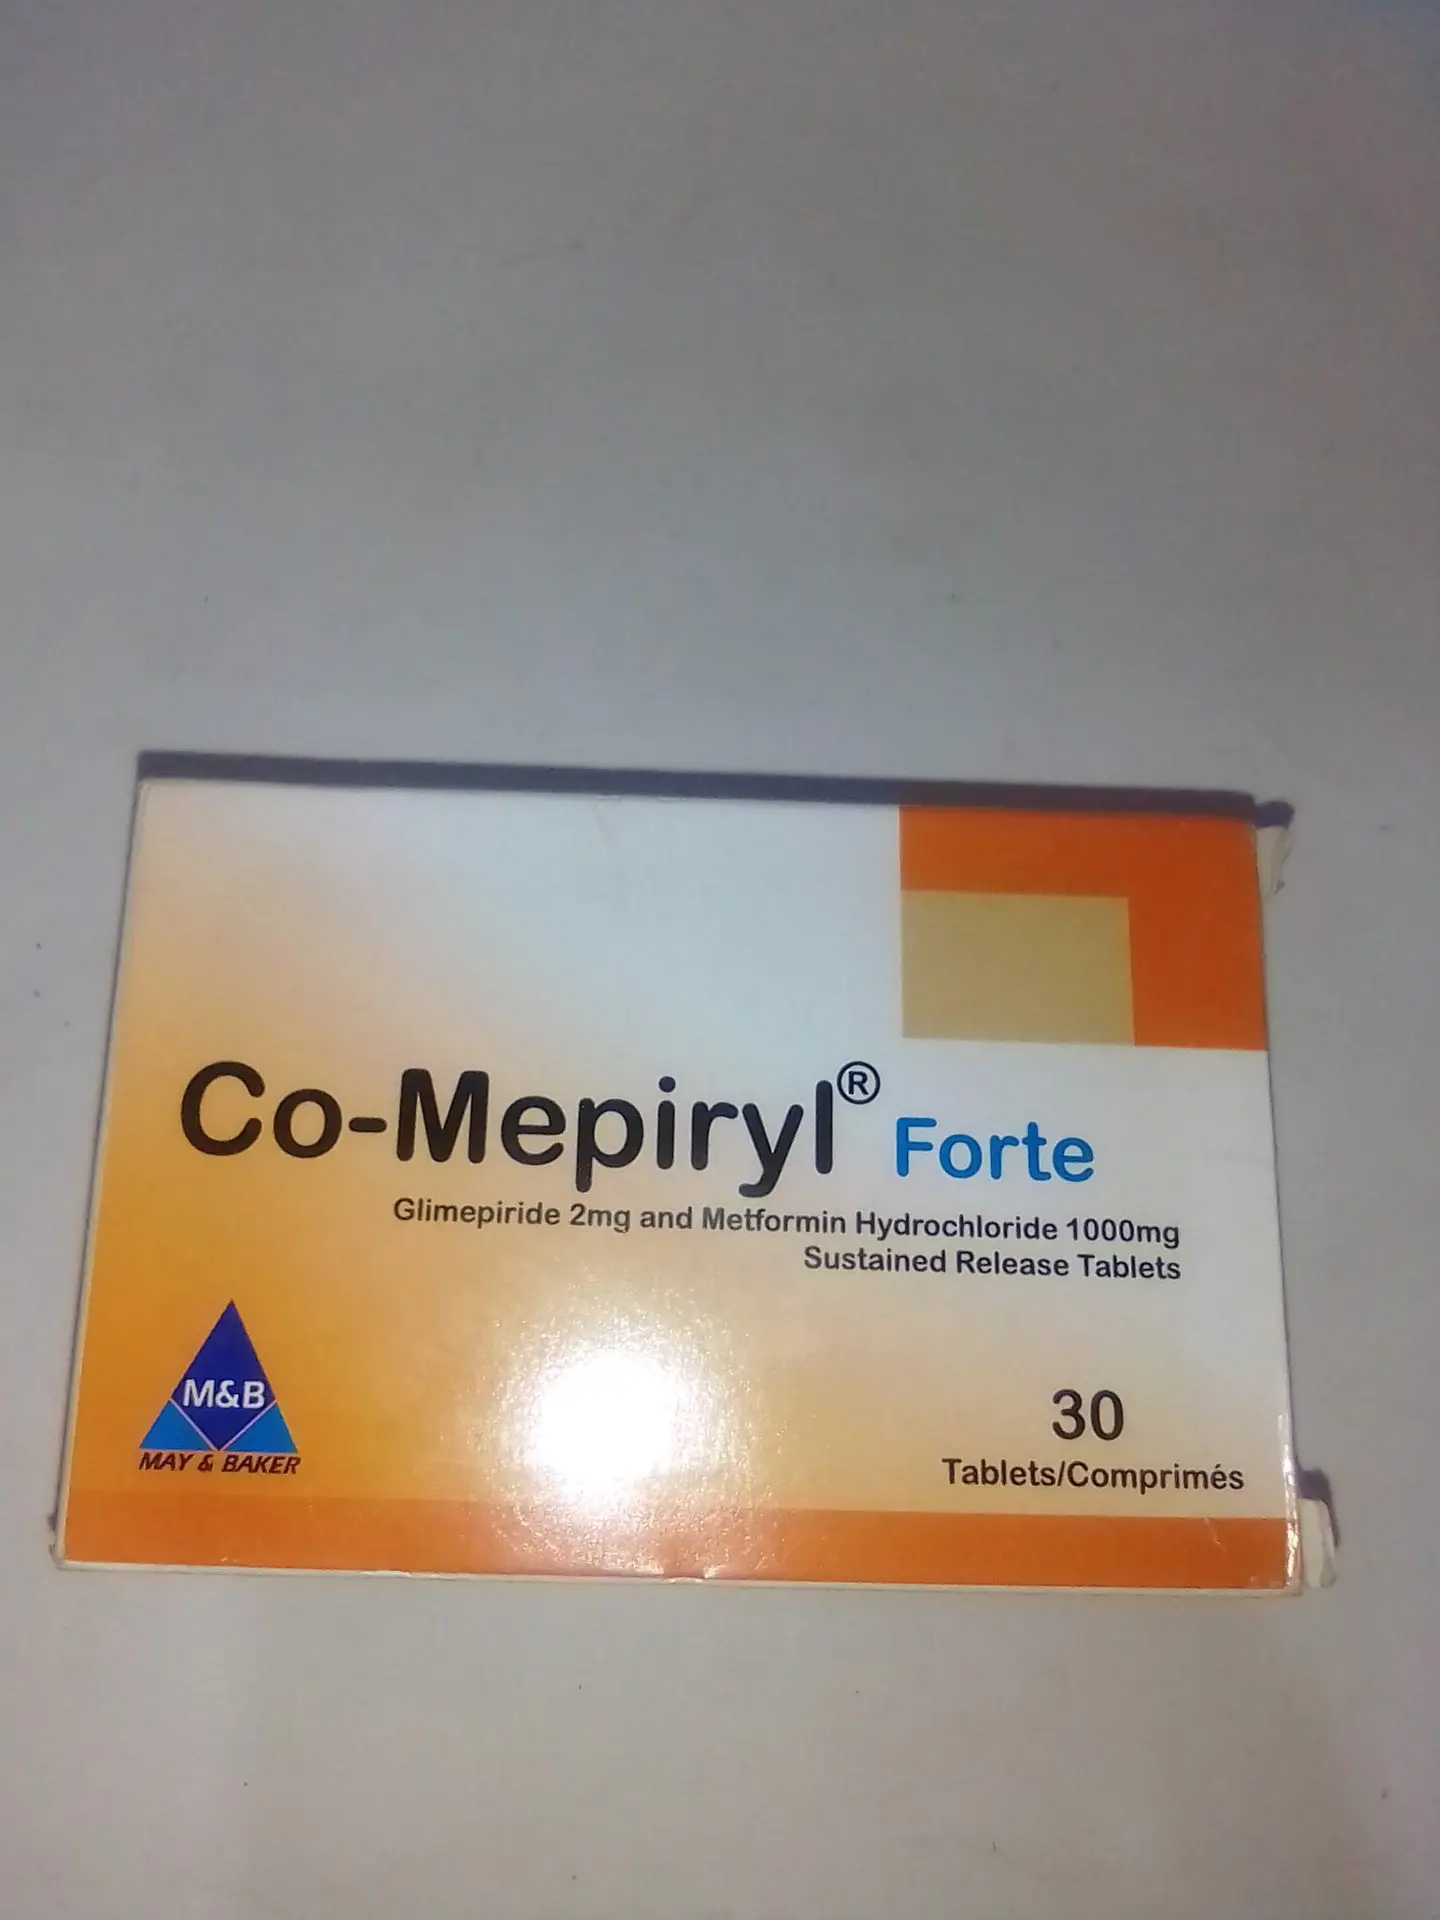 Co-Mepiryl® Forte
Glimepiride 2mg and Metformin Hydrochloride 1000mg
Sustained Release Tablets
M&B
MAY & BAKER
30
Tablets/Comprimés